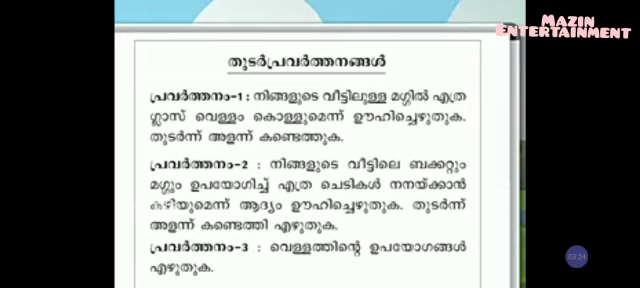 MAZIN
ENTERTAINMENT
തുടർപ്രവർത്തനങ്ങൾ
പ്രവർത്തനം-1 : നിങ്ങളുടെ വീട്ടിലുള്ള മഗ്ഗിൽ എത്ര
ഗ്ലാസ് വെള്ളം കൊള്ളുമെന്ന് ഊഹിച്ചെഴുതുക.
തുടർന്ന് അളന്ന് കണ്ടെത്തുക.
പ്രവർത്തനം-2 : നിങ്ങളുടെ വീട്ടിലെ ബക്കറ്റും
മഗ്ഗും ഉപയോഗിച്ച് എത്ര ചെടികൾ നനയ്ക്കാൻ
കഴിയുമെന്ന് ആദ്യം ഊഹിച്ചെഴുതുക. തുടർന്ന്
അളന്ന് കണ്ടെത്തി എഴുതുക.
പ്രവർത്തനം-3 : വെള്ളത്തിന്റെ ഉപയോഗങ്ങൾ
എഴുതുക.
03:24